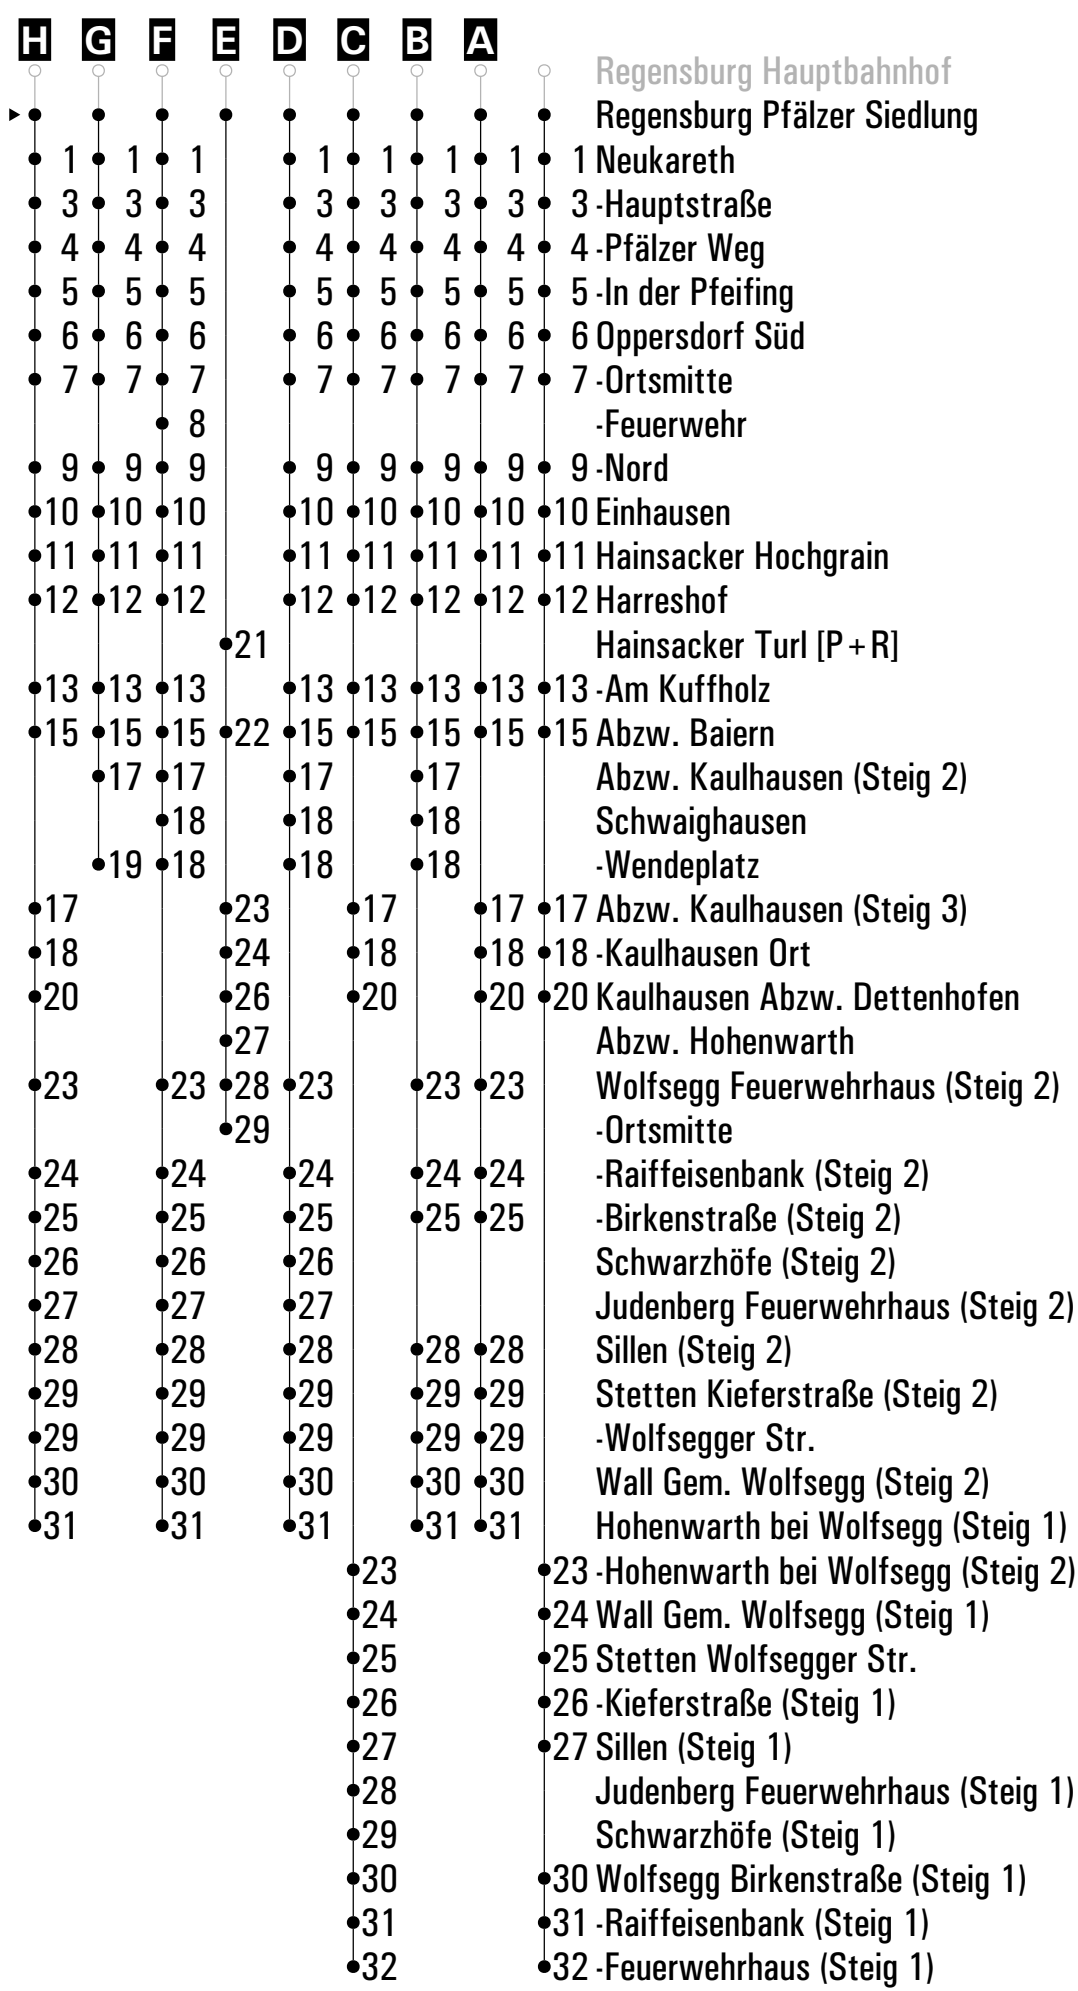 H G F E D C B A
Regensburg Hauptbahnhof
Regensburg Pfälzer Siedlung
1 1 1 1 1 1 1 1 Neukareth
3 3 3 3 3 3 3 3 -Hauptstraße
4 4 4 4 4 4 4 4 -Pfälzer Weg
5 5 5 5 5 5 5 5 -In der Pfeifing
6 6 6 6 6 6 6 6 Oppersdorf Süd
7 7 7 7 7 7 7 7 -Ortsmitte
8 -Feuerwehr
9 9 9 9 9 9 9 9 -Nord
10 10 10 10 10 10 10 10 Einhausen
11 11 11 11 11 11 11 11 Hainsacker Hochgrain
12 12 12 12 12 12 12 12 Harreshof
21 Hainsacker Turl [P+R]
13 13 13 13 13 13 13 13 -Am Kuffholz
15 15 15 22 15 15 15 15 15 Abzw. Baiern
17 17 17 17 Abzw. Kaulhausen (Steig 2)
18 18 18 Schwaighausen
19 18 18 18 -Wendeplatz
17 23 17 17 17 Abzw. Kaulhausen (Steig 3)
18 24 18 18 18 -Kaulhausen Ort
20 26 20 20 20 Kaulhausen Abzw. Dettenhofen
27 Abzw. Hohenwarth
23 23 28 23 23 23 Wolfsegg Feuerwehrhaus (Steig 2)
29 -Ortsmitte
24 24 24 24 24 -Raiffeisenbank (Steig 2)
25 25 25 25 25 -Birkenstraße (Steig 2)
26 26 26 Schwarzhöfe (Steig 2)
27 27 27 Judenberg Feuerwehrhaus (Steig 2)
28 28 28 28 28 Sillen (Steig 2)
29 29 29 29 29 Stetten Kieferstraße (Steig 2)
29 29 29 29 29 -Wolfsegger Str.
30 30 30 30 30 Wall Gem. Wolfsegg (Steig 2)
31 31 31 31 31 Hohenwarth bei Wolfsegg (Steig 1)
23 23 -Hohenwarth bei Wolfsegg (Steig 2)
24 24 Wall Gem. Wolfsegg (Steig 1)
25 25 Stetten Wolfsegger Str.
26 26 -Kieferstraße (Steig 1)
27 27 Sillen (Steig 1)
28 Judenberg Feuerwehrhaus (Steig 1)
29 Schwarzhöfe (Steig 1)
30 30 Wolfsegg Birkenstraße (Steig 1)
31 31 -Raiffeisenbank (Steig 1)
32 32 -Feuerwehrhaus (Steig 1)